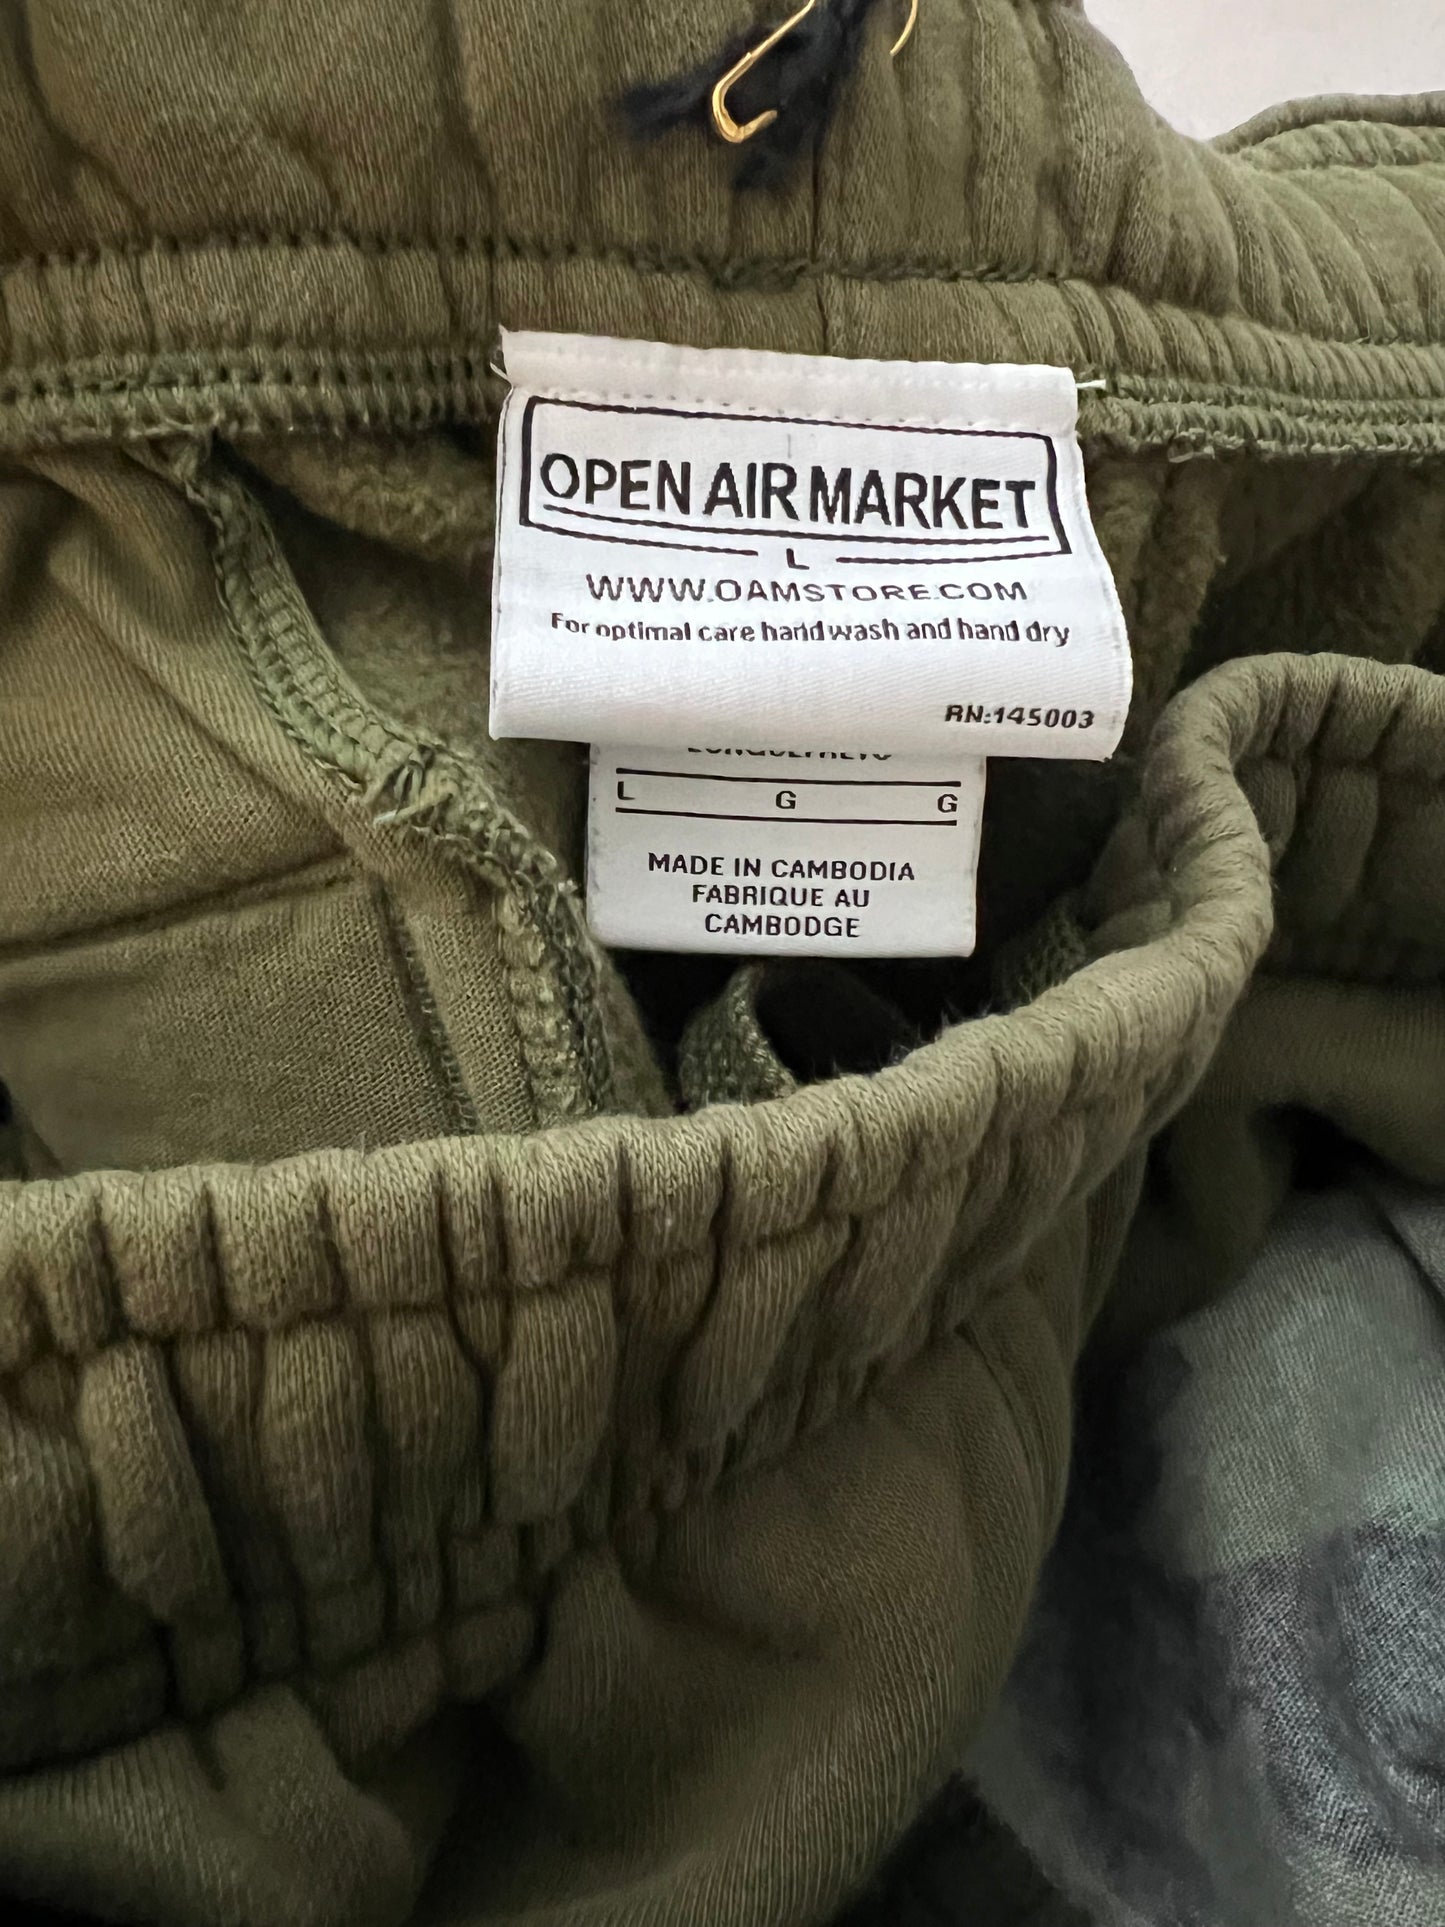 OPEN AIR MARKET
L
WWW.OAMSTORE.COM
For optimal care hand wash and hand dry
RN:145003
L G G
MADE IN CAMBODIA
FABRIQUE AU
CAMBODGE